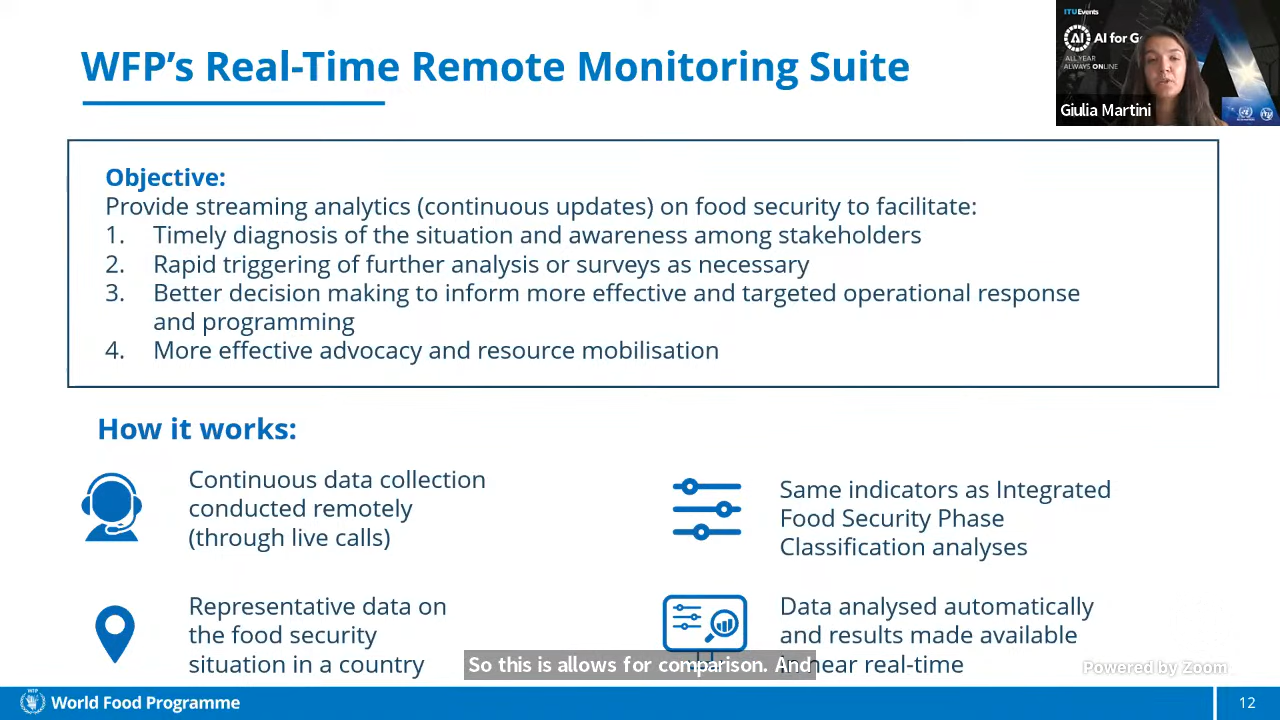 WFP's Real-Time Remote Monitoring Suite
ITUEvents
AI
AI for Go
ALL YEAR
ALWAYS ONLINE
Giulia Martini
Objective:
Provide streaming analytics (continuous updates) on food security to facilitate:
1. Timely diagnosis of the situation and awareness among stakeholders
2. Rapid triggering of further analysis or surveys as necessary
3. Better decision making to inform more effective and targeted operational response
and programming
4. More effective advocacy and resource mobilisation
How it works:
Continuous data collection
conducted remotely
(through live calls)
Same indicators as Integrated
Food Security Phase
Classification analyses
Representative data on
the food security
situation in a country
Data analysed automatically
and results made available
in near real-time
So this is allows for comparison. And
Powered by Zoom
WFP
World Food Programme
12